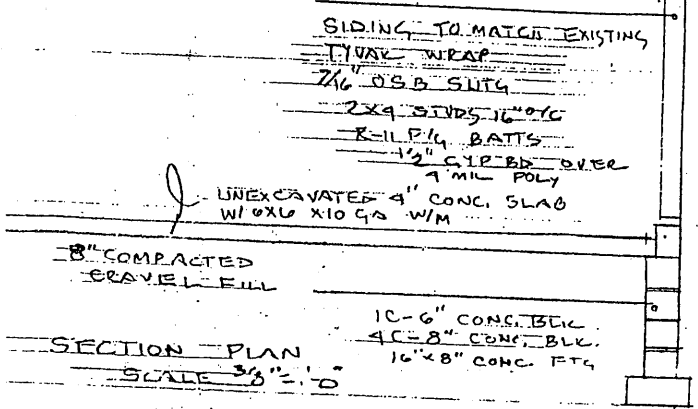 SIDING TO MATCH EXISTING
TYVAK WRAP
7/16" OSB SHTG
2X4 STUDS 16" O/C
R-11 F/G BATTS
1/2" GYP BD OVER
4 MIL POLY
UNEXCAVATED 4" CONC. SLAB
W/ 6X6 X10 GA W/M
8" COMPACTED
GRAVEL FILL
1C-6" CONC. BLK.
4C-8" CONC. BLK.
16"X8" CONC. FTG
SECTION PLAN
SCALE 3/8"=1'-0"